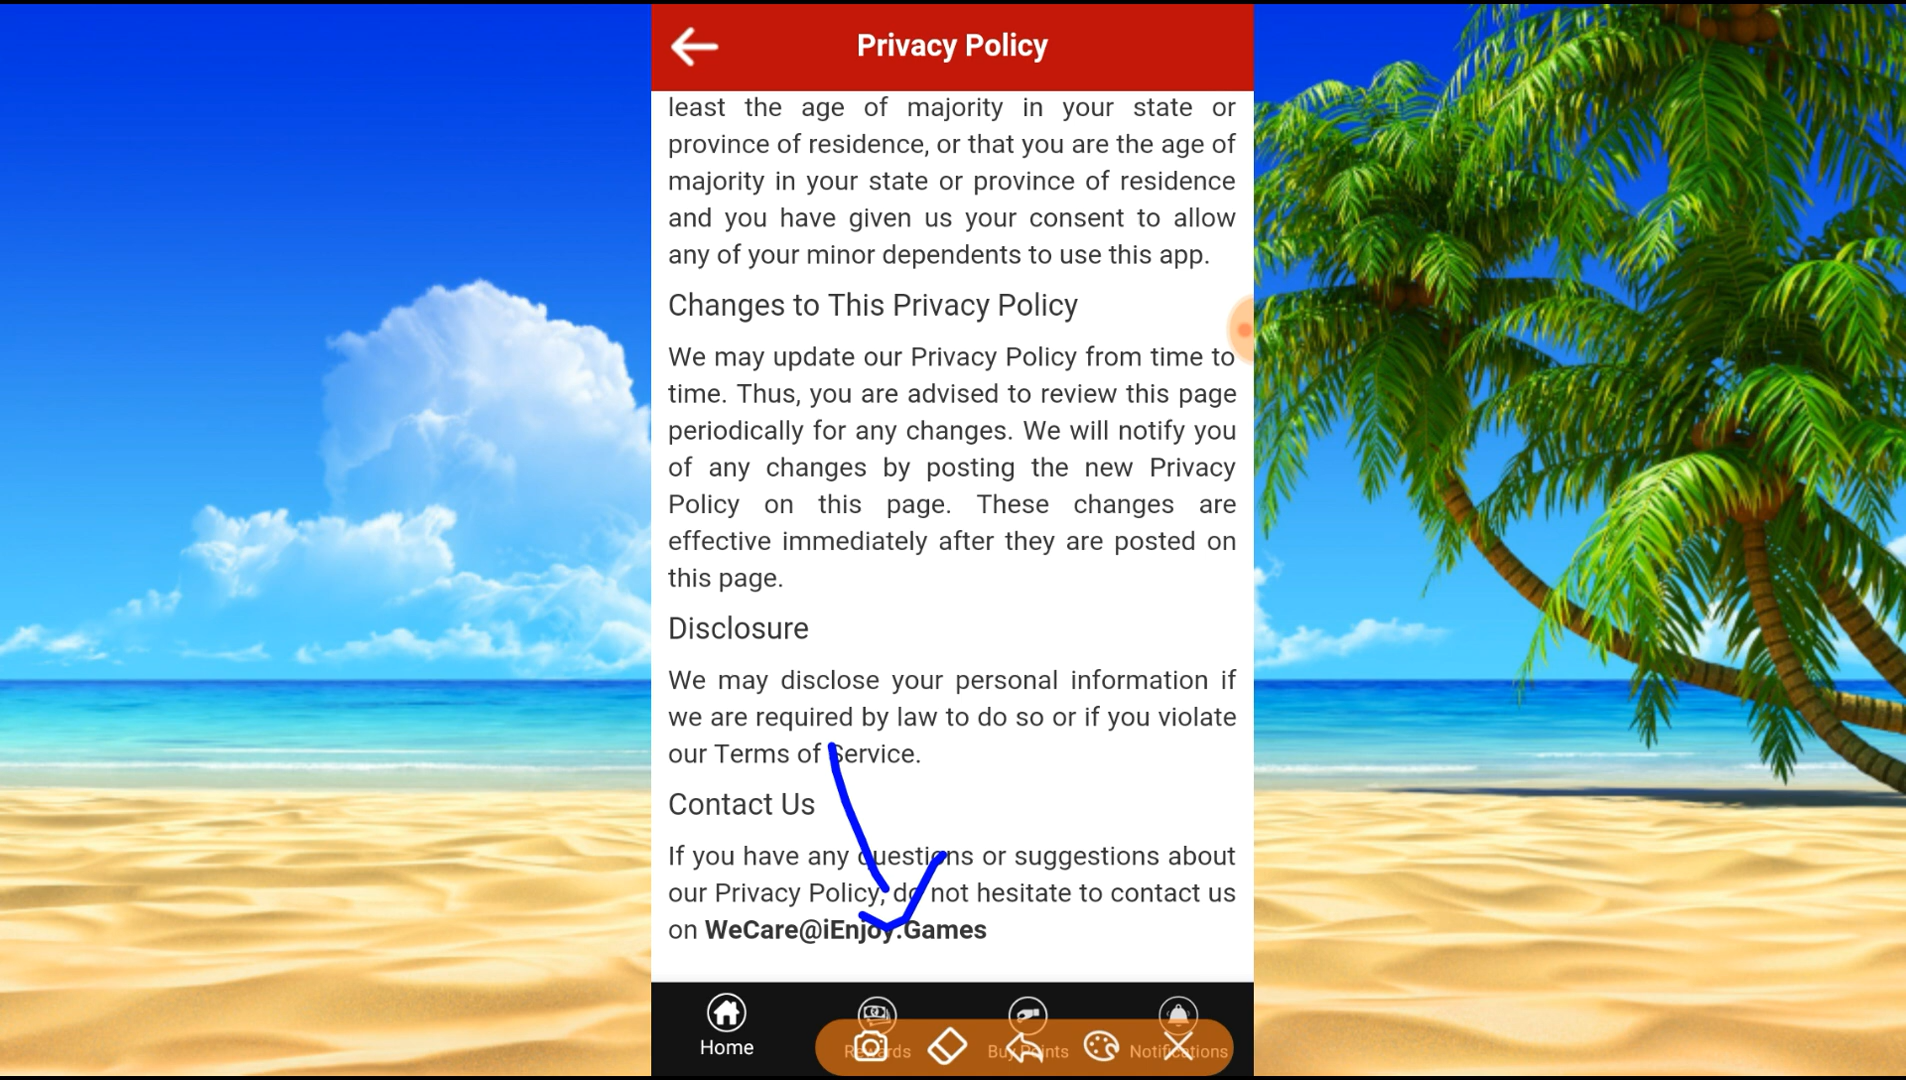 Privacy Policy
least the age of majority in your state or
province of residence, or that you are the age of
majority in your state or province of residence
and you have given us your consent to allow
any of your minor dependents to use this app.
Changes to This Privacy Policy
We may update our Privacy Policy from time to
time. Thus, you are advised to review this page
periodically for any changes. We will notify you
of any changes by posting the new Privacy
Policy on this page. These changes are
effective immediately after they are posted on
this page.
Disclosure
We may disclose your personal information if
we are required by law to do so or if you violate
our Terms of Service.
Contact Us
If you have any questions or suggestions about
our Privacy Policy, do not hesitate to contact us
on WeCare@iEnjoy.Games
Home
Rewards
Buy Points
Notifications